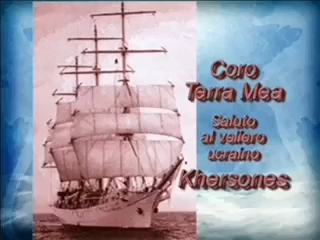 Coro
Terra Mea
Saluto
al veliero
ucraino
Khersones